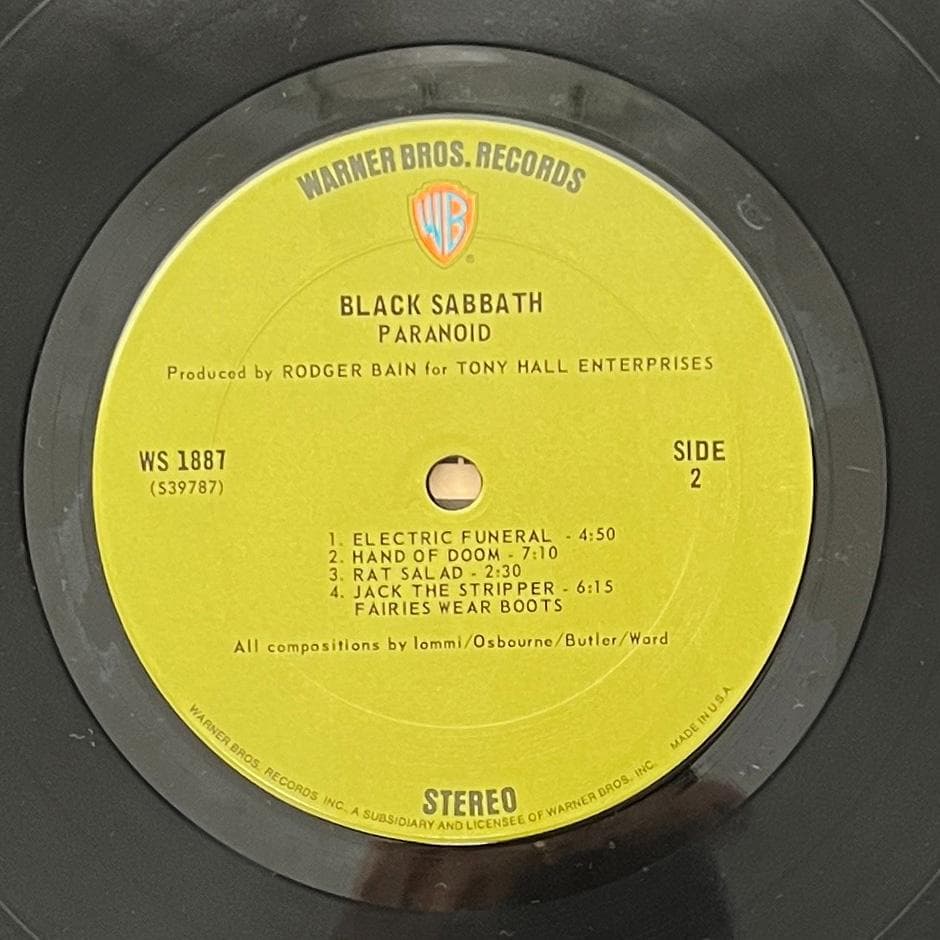 WARNER BROS. RECORDS
WB
®
BLACK SABBATH
PARANOID
Produced by RODGER BAIN for TONY HALL ENTERPRISES
WS 1887
(S39787)
SIDE
2
1. ELECTRIC FUNERAL - 4:50
2. HAND OF DOOM - 7:10
3. RAT SALAD - 2:30
4. JACK THE STRIPPER - 6:15
FAIRIES WEAR BOOTS
All compositions by Iommi/Osbourne/Butler/Ward
STEREO
WARNER BROS. RECORDS INC. A SUBSIDIARY AND LICENSEE OF WARNER BROS. INC. MADE IN U.S.A.